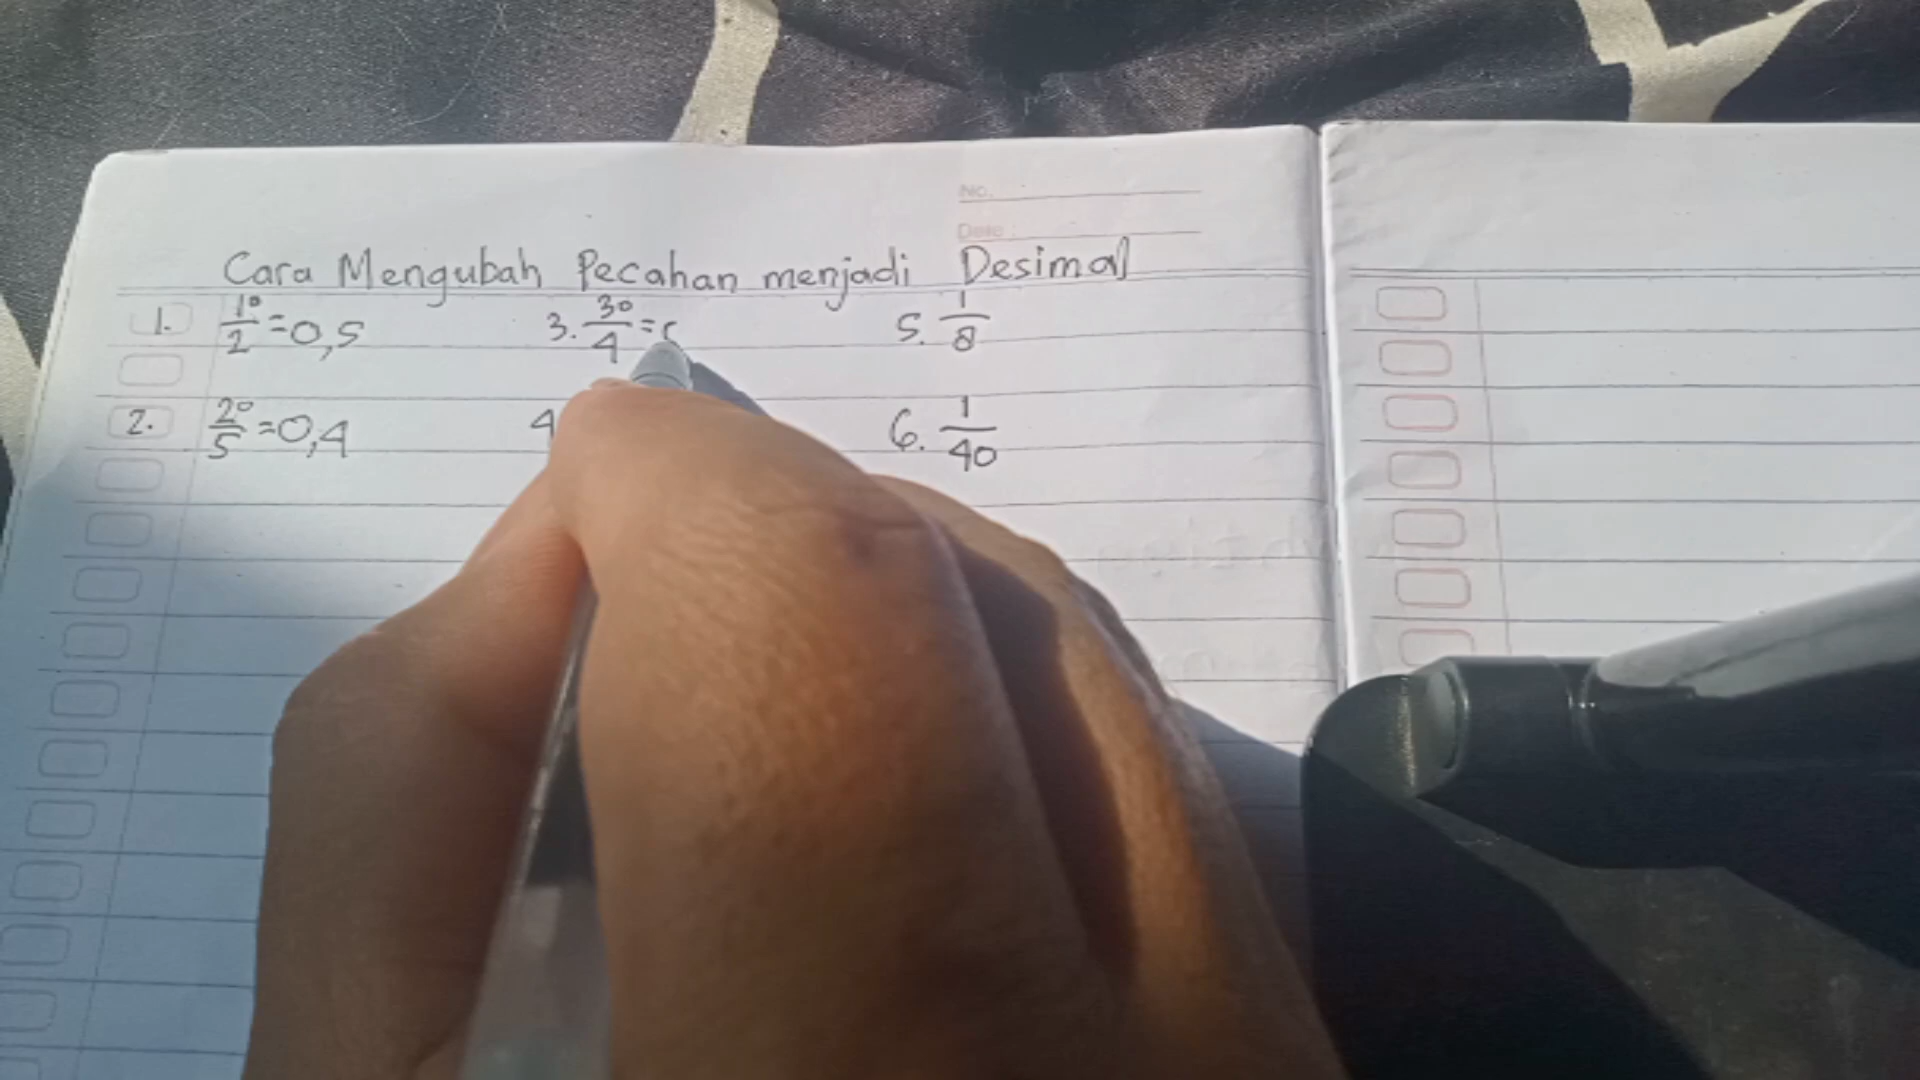 No.
Date :
Cara Mengubah Pecahan menjadi Desimal
1. 10/2 = 0,5
3. 30/4 =
5. 1/8
2. 20/5 = 0,4
4
6. 1/40